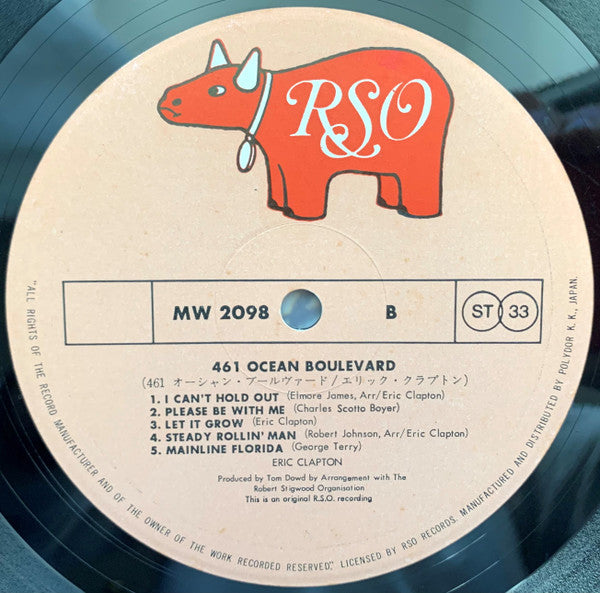 RSO
MW 2098 B ST 33
461 OCEAN BOULEVARD
(461 オーシャン・ブールヴァード/エリック・クラプトン)
1. I CAN'T HOLD OUT (Elmore James, Arr/Eric Clapton)
2. PLEASE BE WITH ME (Charles Scotto Boyer)
3. LET IT GROW (Eric Clapton)
4. STEADY ROLLIN' MAN (Robert Johnson, Arr/Eric Clapton)
5. MAINLINE FLORIDA (George Terry)
ERIC CLAPTON
Produced by Tom Dowd by Arrangement with The
Robert Stigwood Organisation
This is an original R.S.O. recording
"ALL RIGHTS OF THE RECORD MANUFACTURER AND OF THE OWNER OF THE WORK RECORDED RESERVED," LICENSED BY RSO RECORDS, MANUFACTURED AND DISTRIBUTED BY POLYDOR K. K., JAPAN.